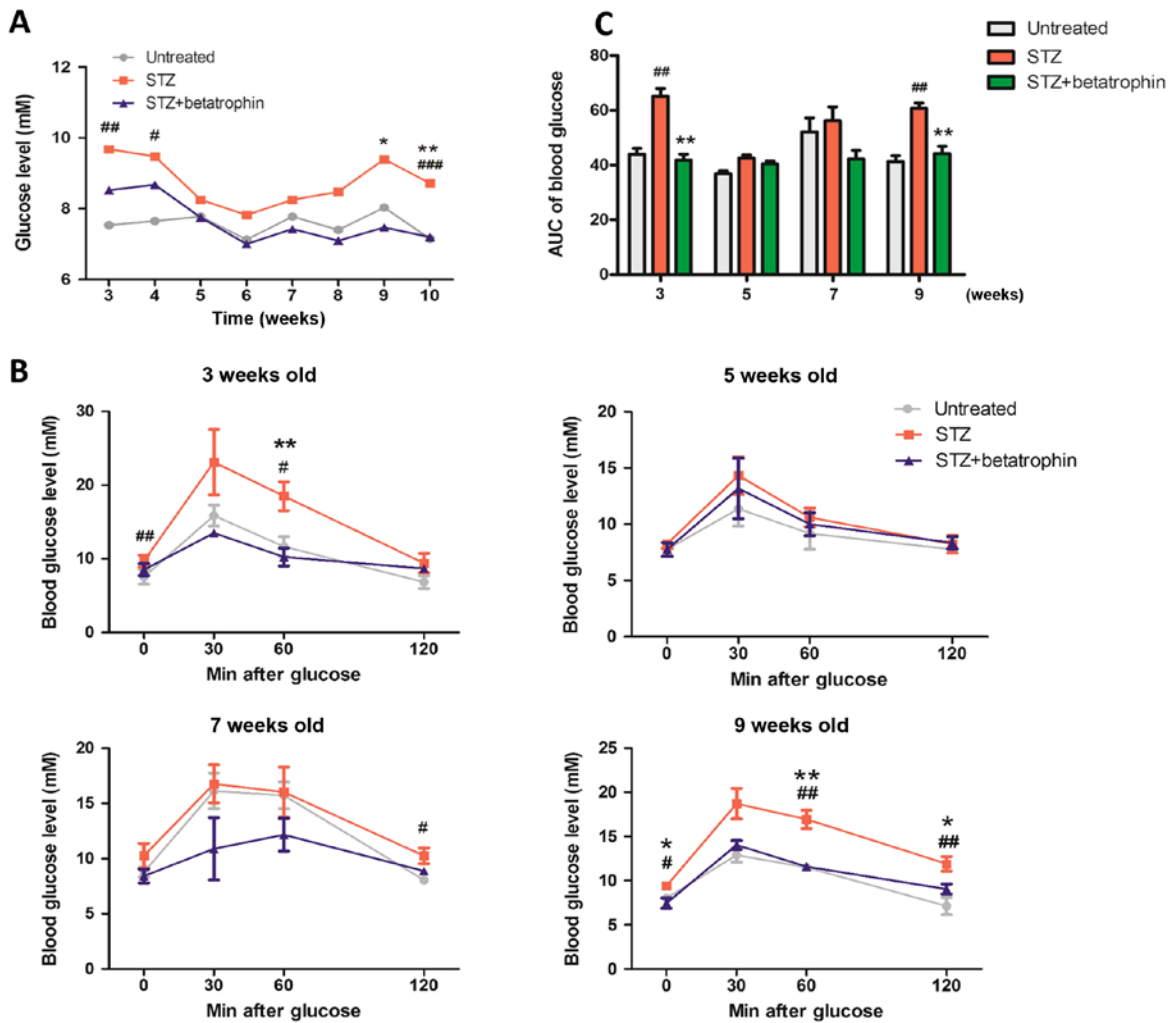 A
Untreated
STZ
STZ+betatrophin
Glucose level (mM)
12
10
8
6
##
#
*
**
###
3 4 5 6 7 8 9 10
Time (weeks)
C
Untreated
STZ
STZ+betatrophin
AUC of blood glucose
80
60
40
20
0
##
**
##
**
3 5 7 9 (weeks)
B
3 weeks old
Blood glucose level (mM)
30
20
10
0
##
**
#
0 30 60 120
Min after glucose
5 weeks old
Untreated
STZ
STZ+betatrophin
Blood glucose level (mM)
20
15
10
5
0
0 30 60 120
Min after glucose
7 weeks old
Blood glucose level (mM)
20
15
10
5
0
#
0 30 60 120
Min after glucose
9 weeks old
Blood glucose level (mM)
25
20
15
10
5
0
*
#
**
##
*
##
0 30 60 120
Min after glucose